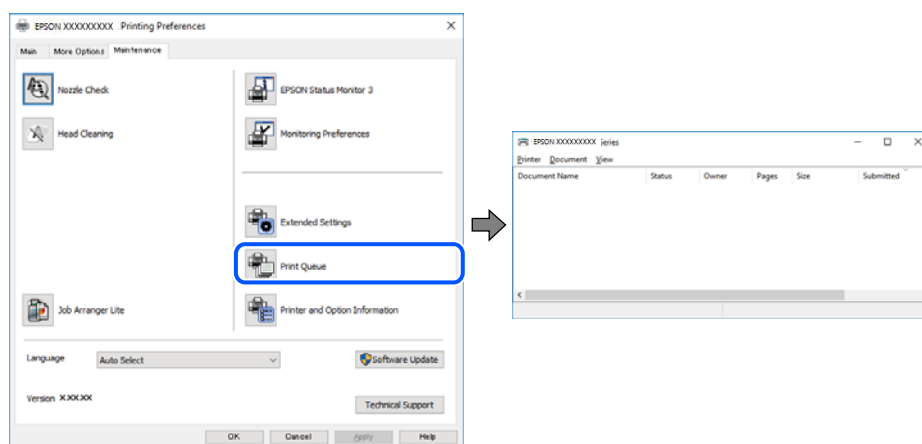 EPSON XXXXXXXXX Printing Preferences
Main More Options Maintenance
Nozzle Check
EPSON Status Monitor 3
Head Cleaning
Monitoring Preferences
Extended Settings
Print Queue
Job Arranger Lite
Printer and Option Information
Language Auto Select
Software Update
Version X.XX.XX
Technical Support
OK Cancel Apply Help
EPSON XXXXXXXXX
Printer Document View
Document Name Status Owner Pages Size Submitted